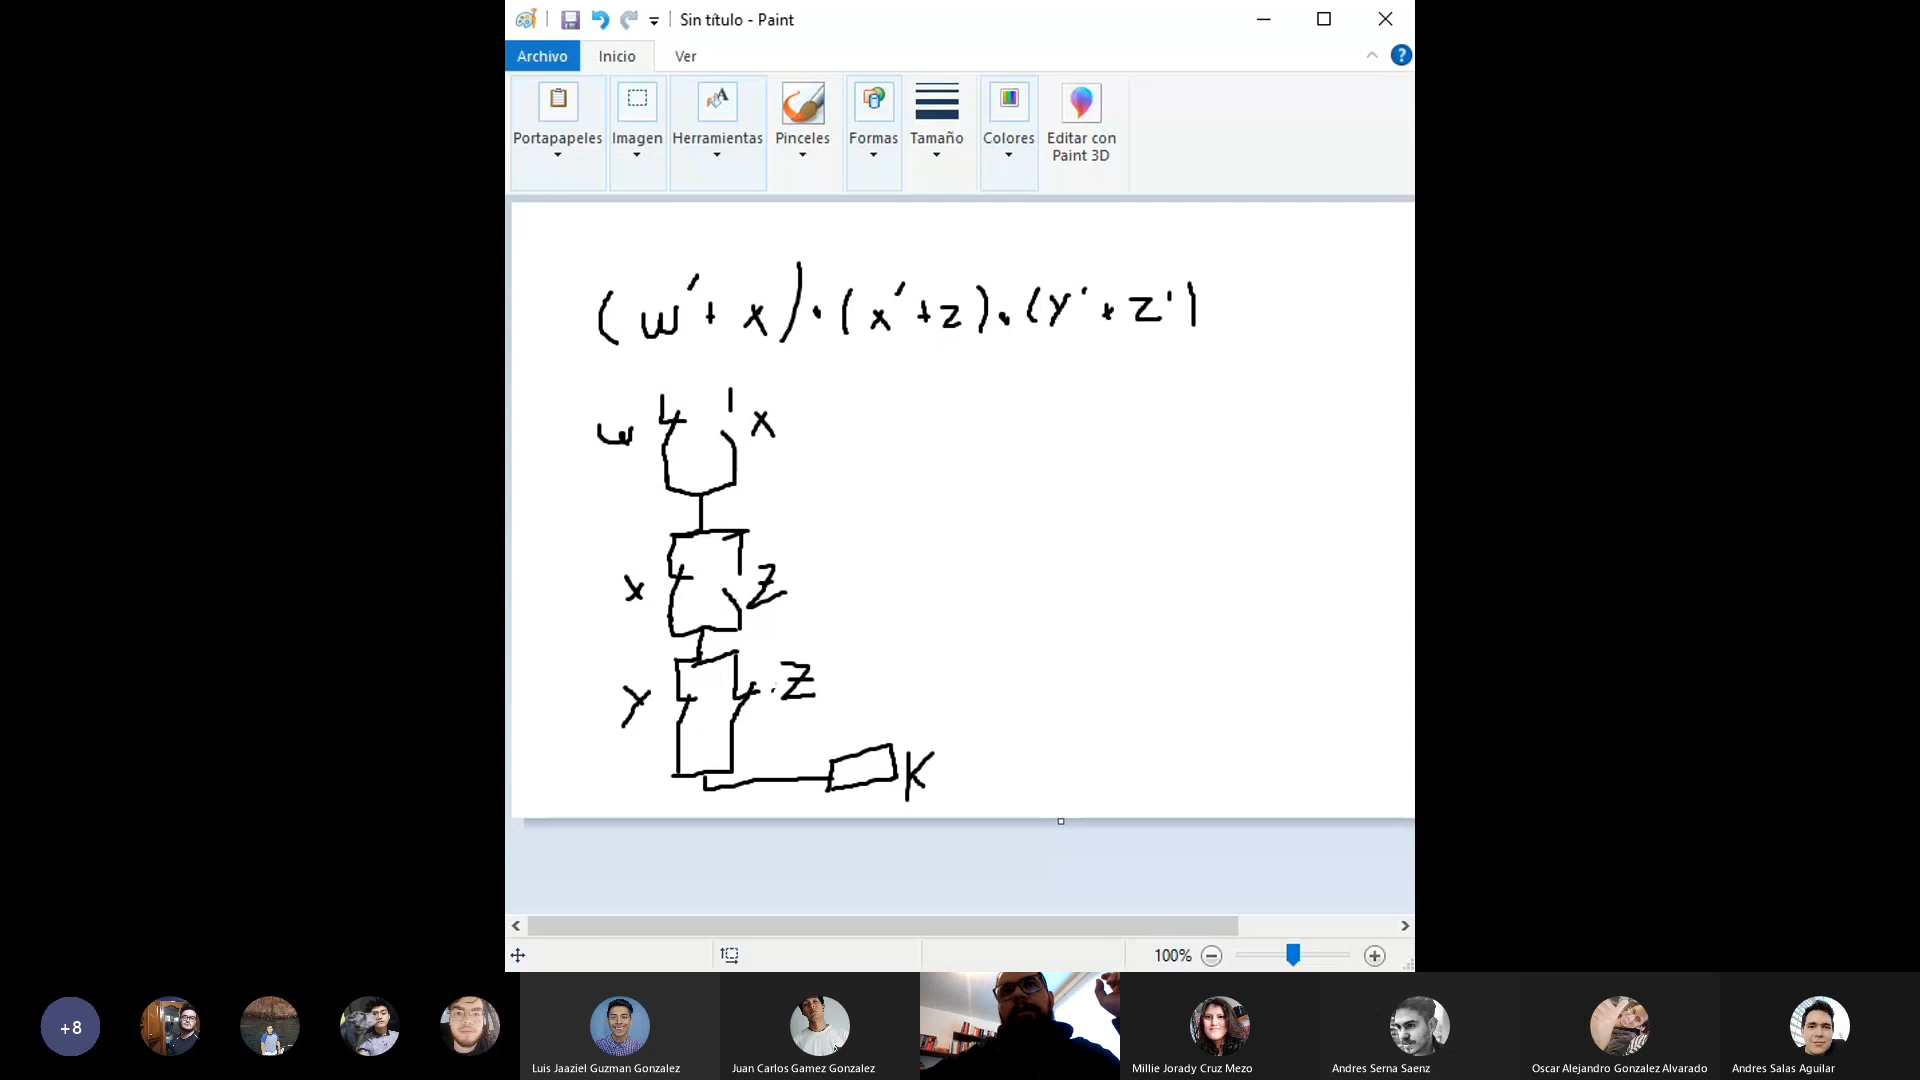 Sin título - Paint
Archivo Inicio Ver
?
Portapapeles Imagen Herramientas Pinceles Formas Tamaño Colores Editar con
Paint 3D
(w'+x).(x'+z).(y'+z')
w x
x z
y z
K
100%
+8
Luis Jaaziel Guzman Gonzalez Juan Carlos Gamez Gonzalez Millie Jorady Cruz Mezo Andres Serna Saenz Oscar Alejandro Gonzalez Alvarado Andres Salas Aguilar